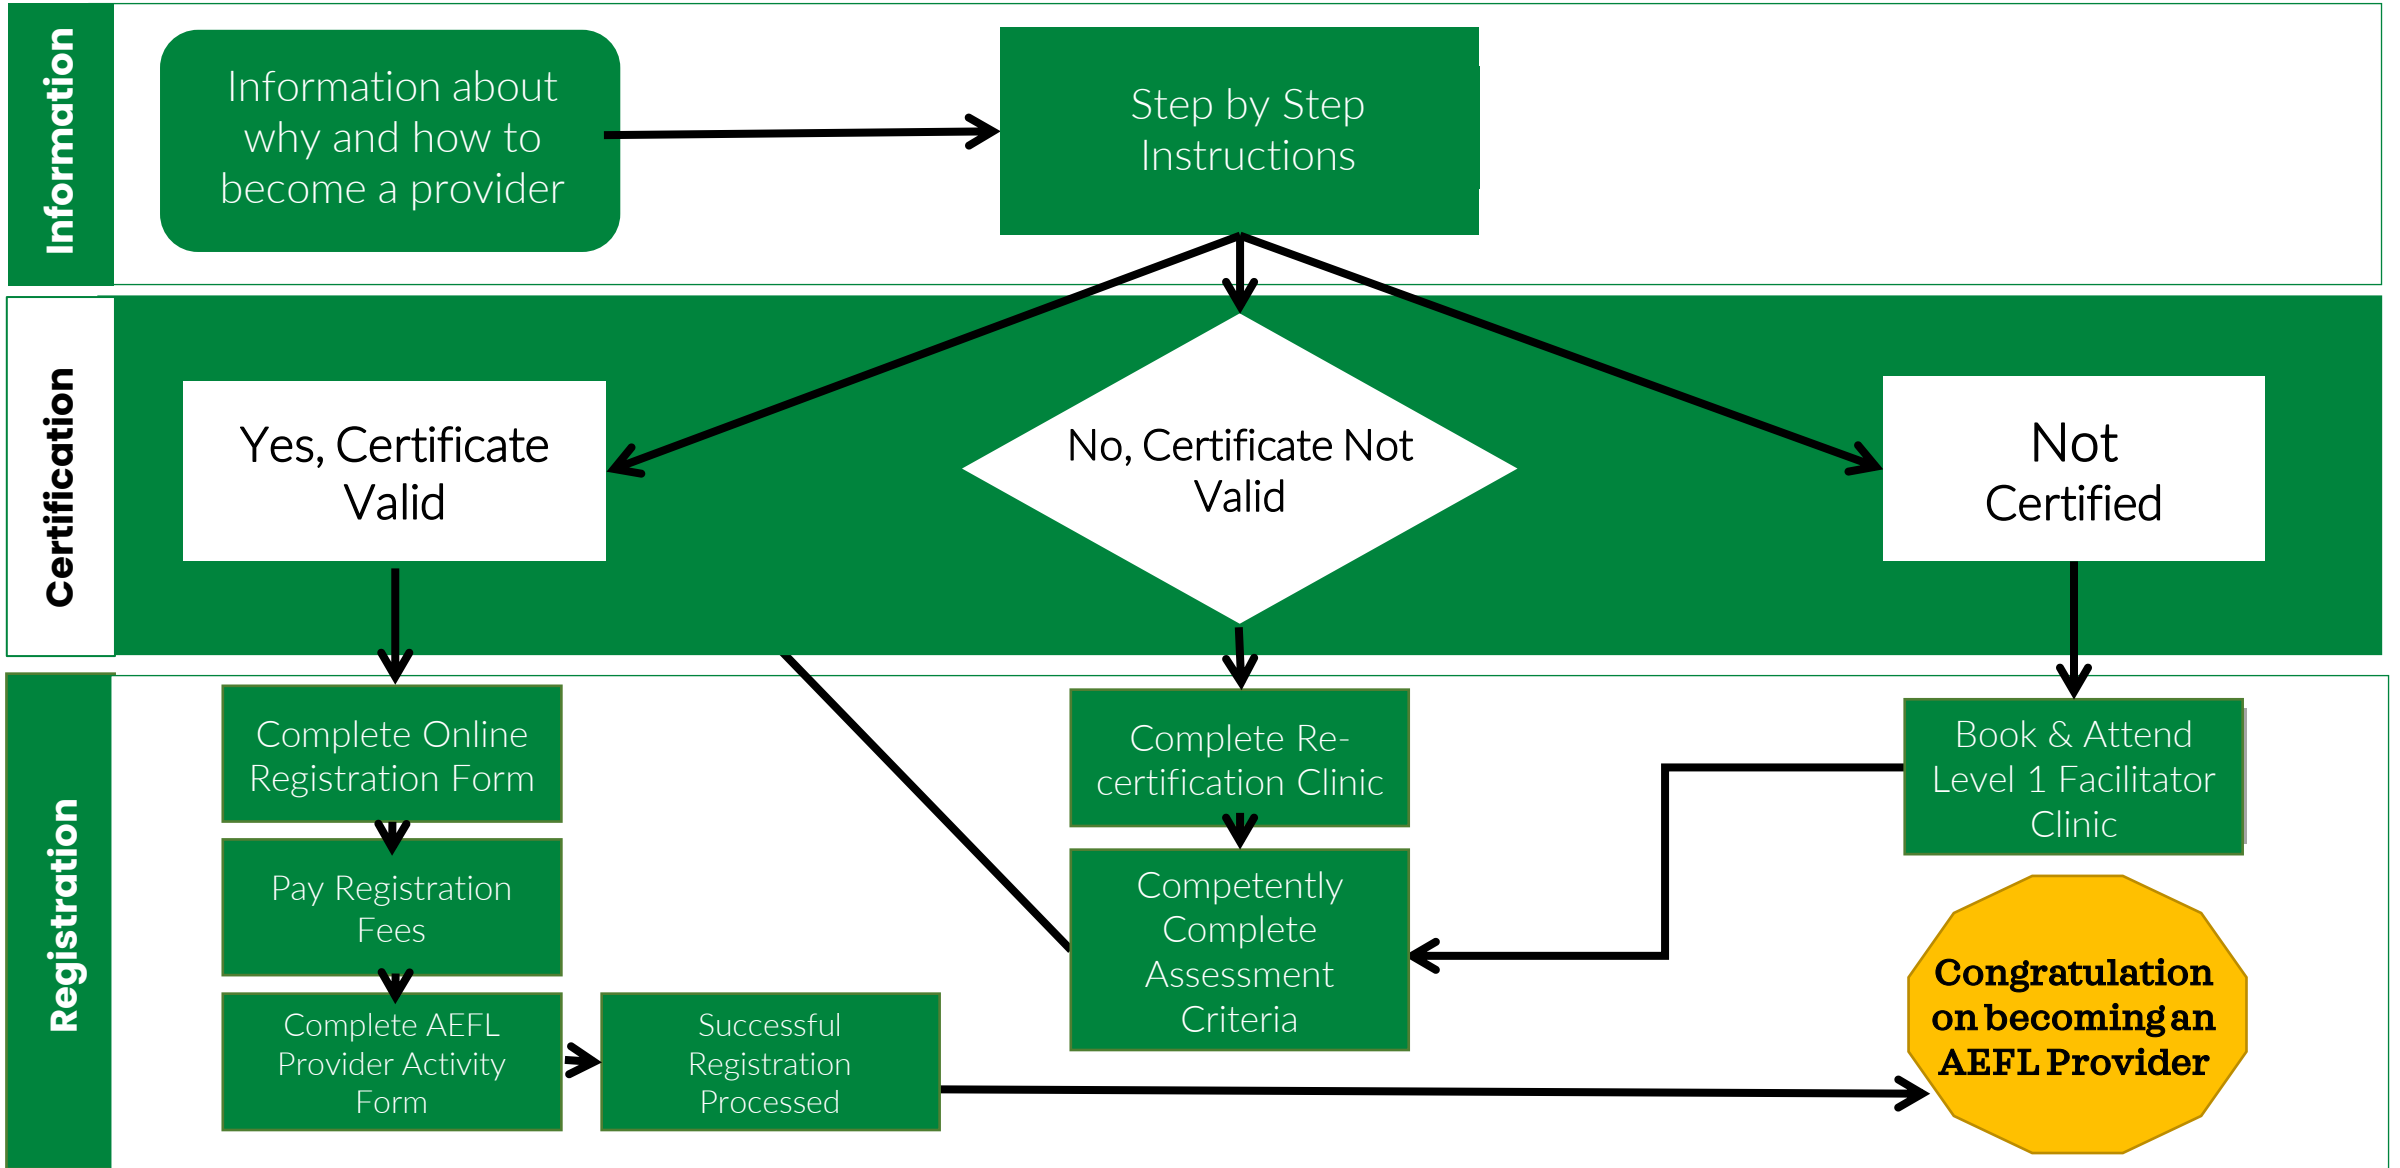 Information
Information about
why and how to
become a provider
Step by Step
Instructions
Certification
Yes, Certificate
Valid
No, Certificate Not
Valid
Not
Certified
Registration
Complete Online
Registration Form
Pay Registration
Fees
Complete AEFL
Provider Activity
Form
Successful
Registration
Processed
Complete Re-
certification Clinic
Competently
Complete
Assessment
Criteria
Book & Attend
Level 1 Facilitator
Clinic
Congratulation
on becoming an
AEFL Provider